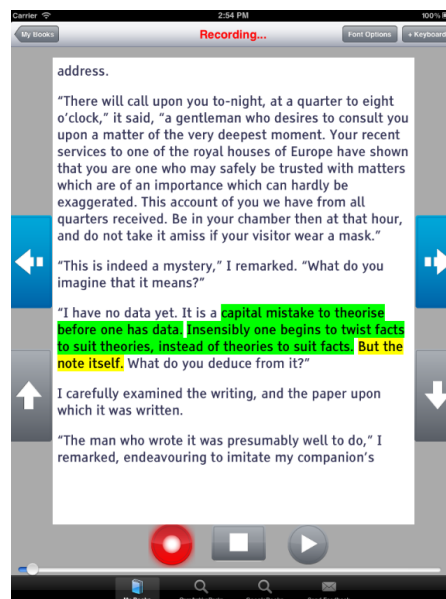 Carrier 2:54 PM 100%
My Books Recording... Font Options + Keyboard
address.
“There will call upon you to-night, at a quarter to eight
o’clock,” it said, “a gentleman who desires to consult you
upon a matter of the very deepest moment. Your recent
services to one of the royal houses of Europe have shown
that you are one who may safely be trusted with matters
which are of an importance which can hardly be
exaggerated. This account of you we have from all
quarters received. Be in your chamber then at that hour,
and do not take it amiss if your visitor wear a mask.”
“This is indeed a mystery,” I remarked. “What do you
imagine that it means?”
“I have no data yet. It is a capital mistake to theorise
before one has data. Insensibly one begins to twist facts
to suit theories, instead of theories to suit facts. But the
note itself. What do you deduce from it?”
I carefully examined the writing, and the paper upon
which it was written.
“The man who wrote it was presumably well to do,” I
remarked, endeavouring to imitate my companion’s